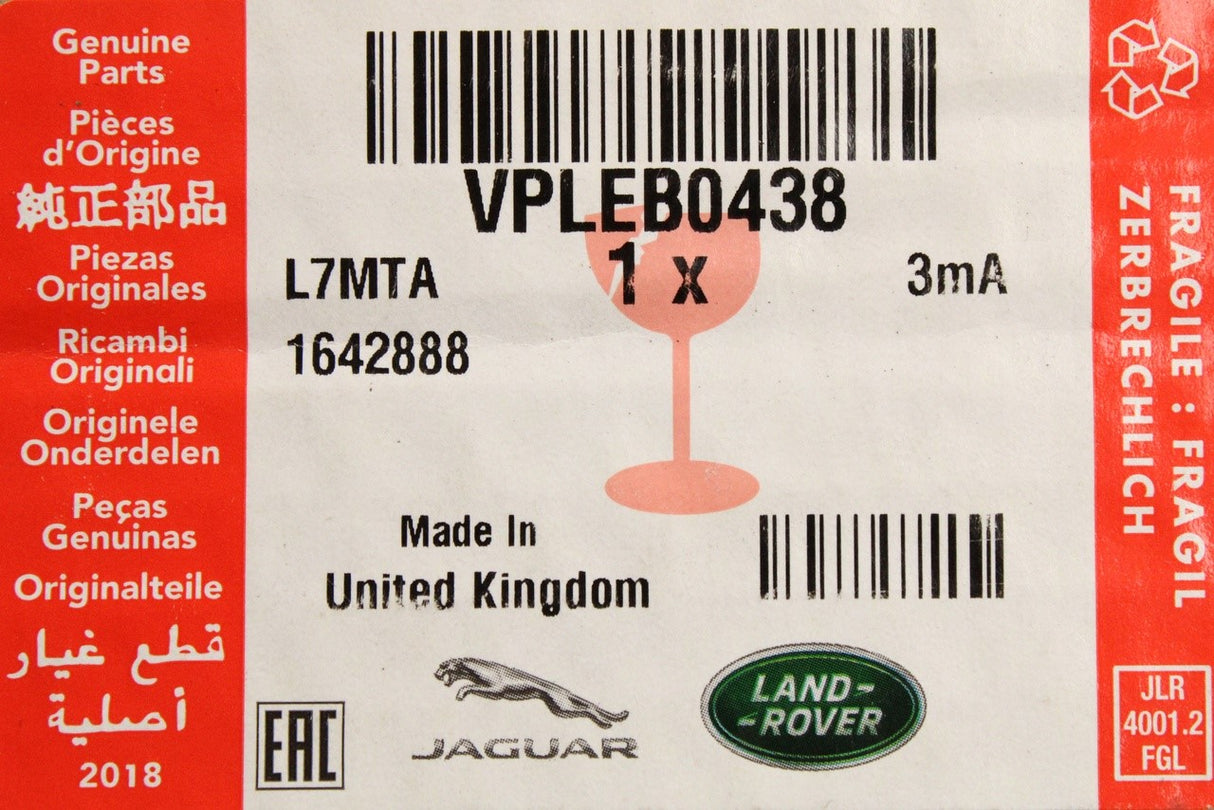 Genuine
Parts
Pièces
d'Origine
純正部品
Piezas
Originales
Ricambi
Originali
Originele
Onderdelen
Peças
Genuinas
Originalteile
قطع غيار
أصلية
2018
VPLEB0438
L7MTA 1 x 3mA
1642888
Made In
United Kingdom
EAC
JAGUAR
LAND-
-ROVER
FRAGILE : FRAGIL
ZERBRECHLICH
JLR
4001.2
FGL